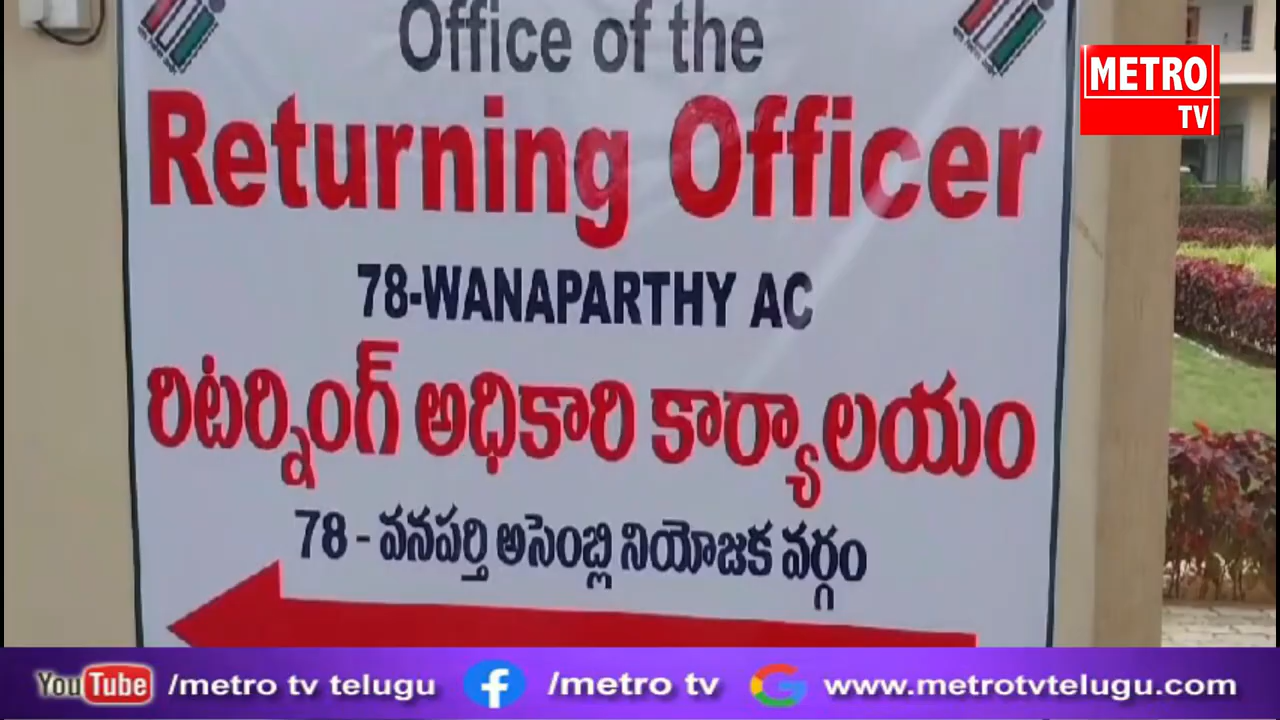 Office of the
METRO
TV
Returning Officer
78-WANAPARTHY AC
రిటర్నింగ్ అధికారి కార్యాలయం
78 - వనపర్తి అసెంబ్లి నియోజక వర్గం
YouTube /metro tv telugu f /metro tv G www.metrotvtelugu.com